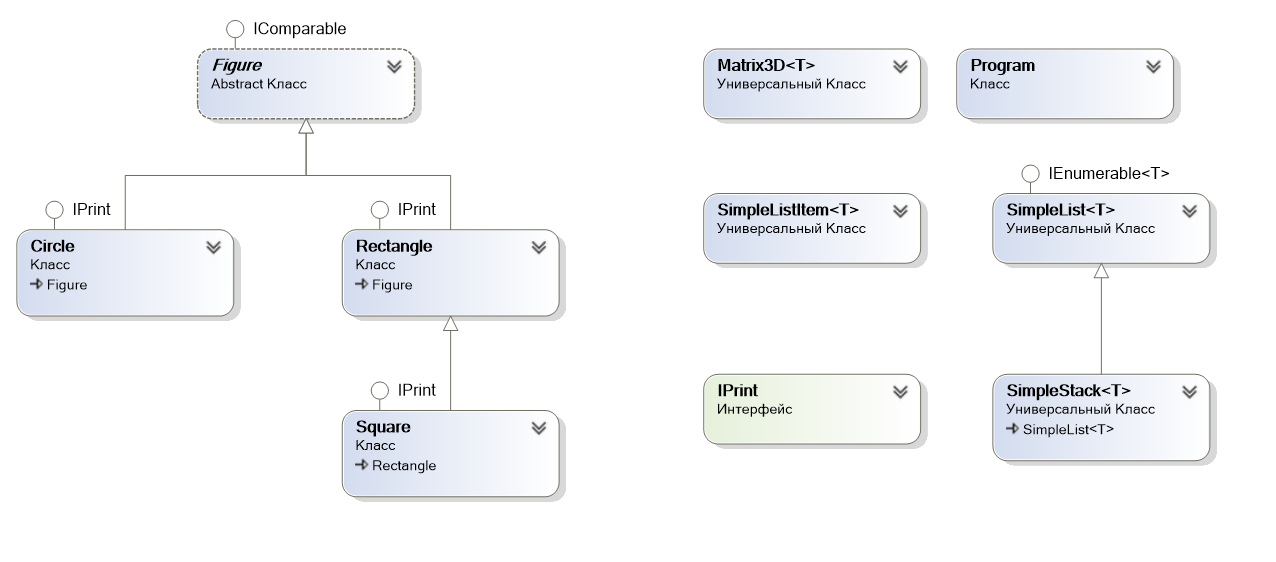 IComparable
Figure
Abstract Класс
IPrint
Circle
Класс
Figure
IPrint
Rectangle
Класс
Figure
IPrint
Square
Класс
Rectangle
Matrix3D<T>
Универсальный Класс
Program
Класс
SimpleListItem<T>
Универсальный Класс
IEnumerable<T>
SimpleList<T>
Универсальный Класс
IPrint
Интерфейс
SimpleStack<T>
Универсальный Класс
SimpleList<T>